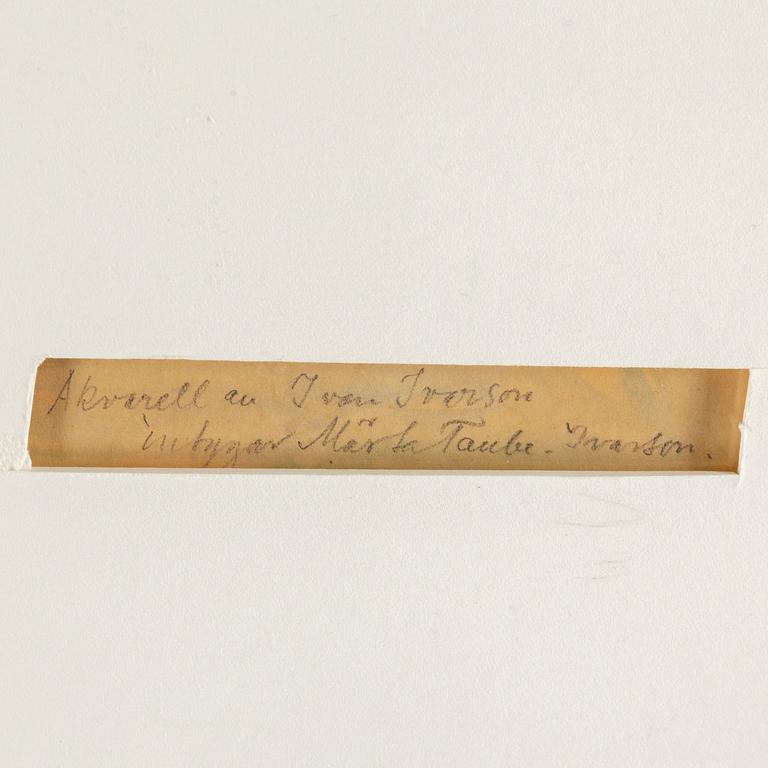 Akvarell av Ivan Ivarson
intygar Märta Taube-Ivarson.